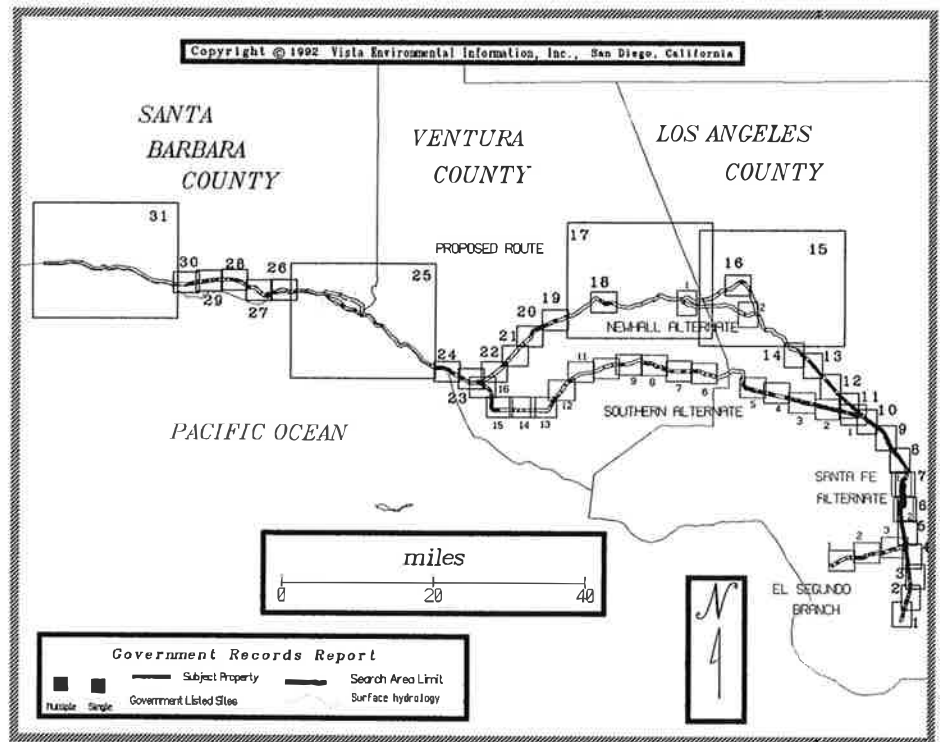 Copyright © 1992 Vista Environmental Information, Inc., San Diego, California
SANTA
BARBARA
COUNTY
VENTURA
COUNTY
LOS ANGELES
COUNTY
31
30
29
28
27
26
25
PROPOSED ROUTE
17
18
1
16
15
2
NEWHALL ALTERNATE
24
23
22
21
20
19
16
15
14
13
12
11
9
8
7
6
SOUTHERN ALTERNATE
5
4
3
2
1
14
13
12
11
10
9
8
7
6
5
4
3
2
1
SANTA FE
ALTERNATE
2
3
EL SEGUNDO
BRANCH
PACIFIC OCEAN
miles
0
20
40
N
Government Records Report
Multiple
Single
Subject Property
Search Area Limit
Government Listed Sites
Surface hydrology